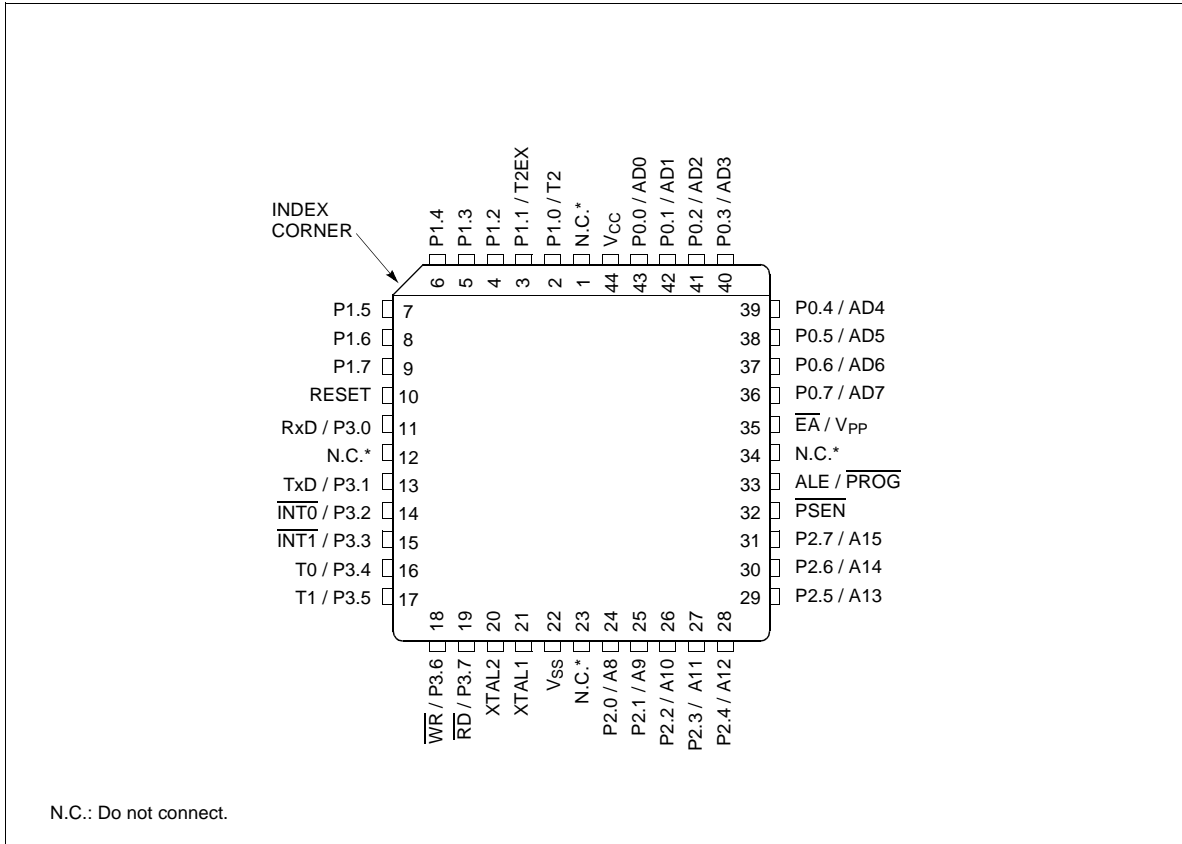 INDEX
CORNER
P1.4
P1.3
P1.2
P1.1 / T2EX
P1.0 / T2
N.C.*
VCC
P0.0 / AD0
P0.1 / AD1
P0.2 / AD2
P0.3 / AD3
6
5
4
3
2
1
44
43
42
41
40
P1.5 7
P1.6 8
P1.7 9
RESET 10
RxD / P3.0 11
N.C.* 12
TxD / P3.1 13
I̅N̅T̅0̅ / P3.2 14
I̅N̅T̅1̅ / P3.3 15
T0 / P3.4 16
T1 / P3.5 17
39 P0.4 / AD4
38 P0.5 / AD5
37 P0.6 / AD6
36 P0.7 / AD7
35 E̅A̅ / VPP
34 N.C.*
33 ALE / P̅R̅O̅G̅
32 P̅S̅E̅N̅
31 P2.7 / A15
30 P2.6 / A14
29 P2.5 / A13
18
19
20
21
22
23
24
25
26
27
28
W̅R̅ / P3.6
R̅D̅ / P3.7
XTAL2
XTAL1
VSS
N.C.*
P2.0 / A8
P2.1 / A9
P2.2 / A10
P2.3 / A11
P2.4 / A12
N.C.: Do not connect.